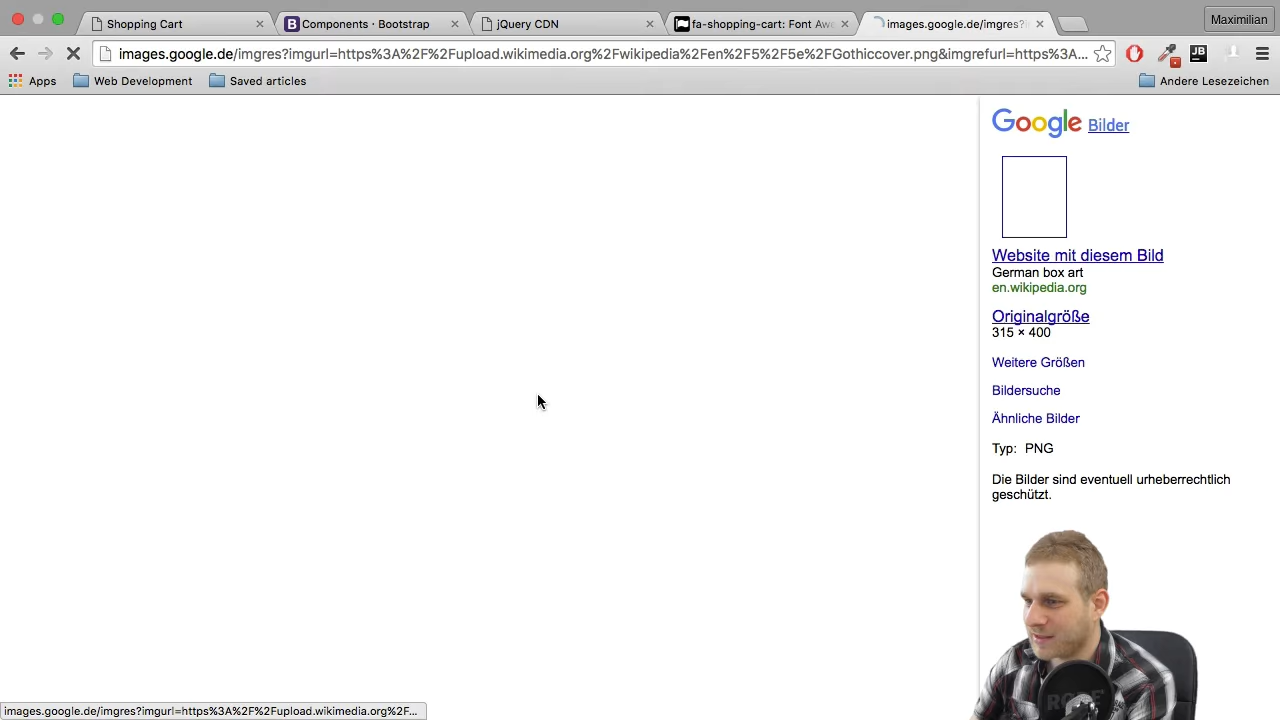 Shopping Cart
Components · Bootstrap
jQuery CDN
fa-shopping-cart: Font Awe
images.google.de/imgres?i
Maximilian
images.google.de/imgres?imgurl=https%3A%2F%2Fupload.wikimedia.org%2Fwikipedia%2Fen%2F5%2F5e%2FGothiccover.png&imgrefurl=https%3A...
JB
Apps
Web Development
Saved articles
Andere Lesezeichen
Google Bilder
Website mit diesem Bild
German box art
en.wikipedia.org
Originalgröße
315 × 400
Weitere Größen
Bildersuche
Ähnliche Bilder
Typ: PNG
Die Bilder sind eventuell urheberrechtlich
geschützt.
images.google.de/imgres?imgurl=https%3A%2F%2Fupload.wikimedia.org%2F...